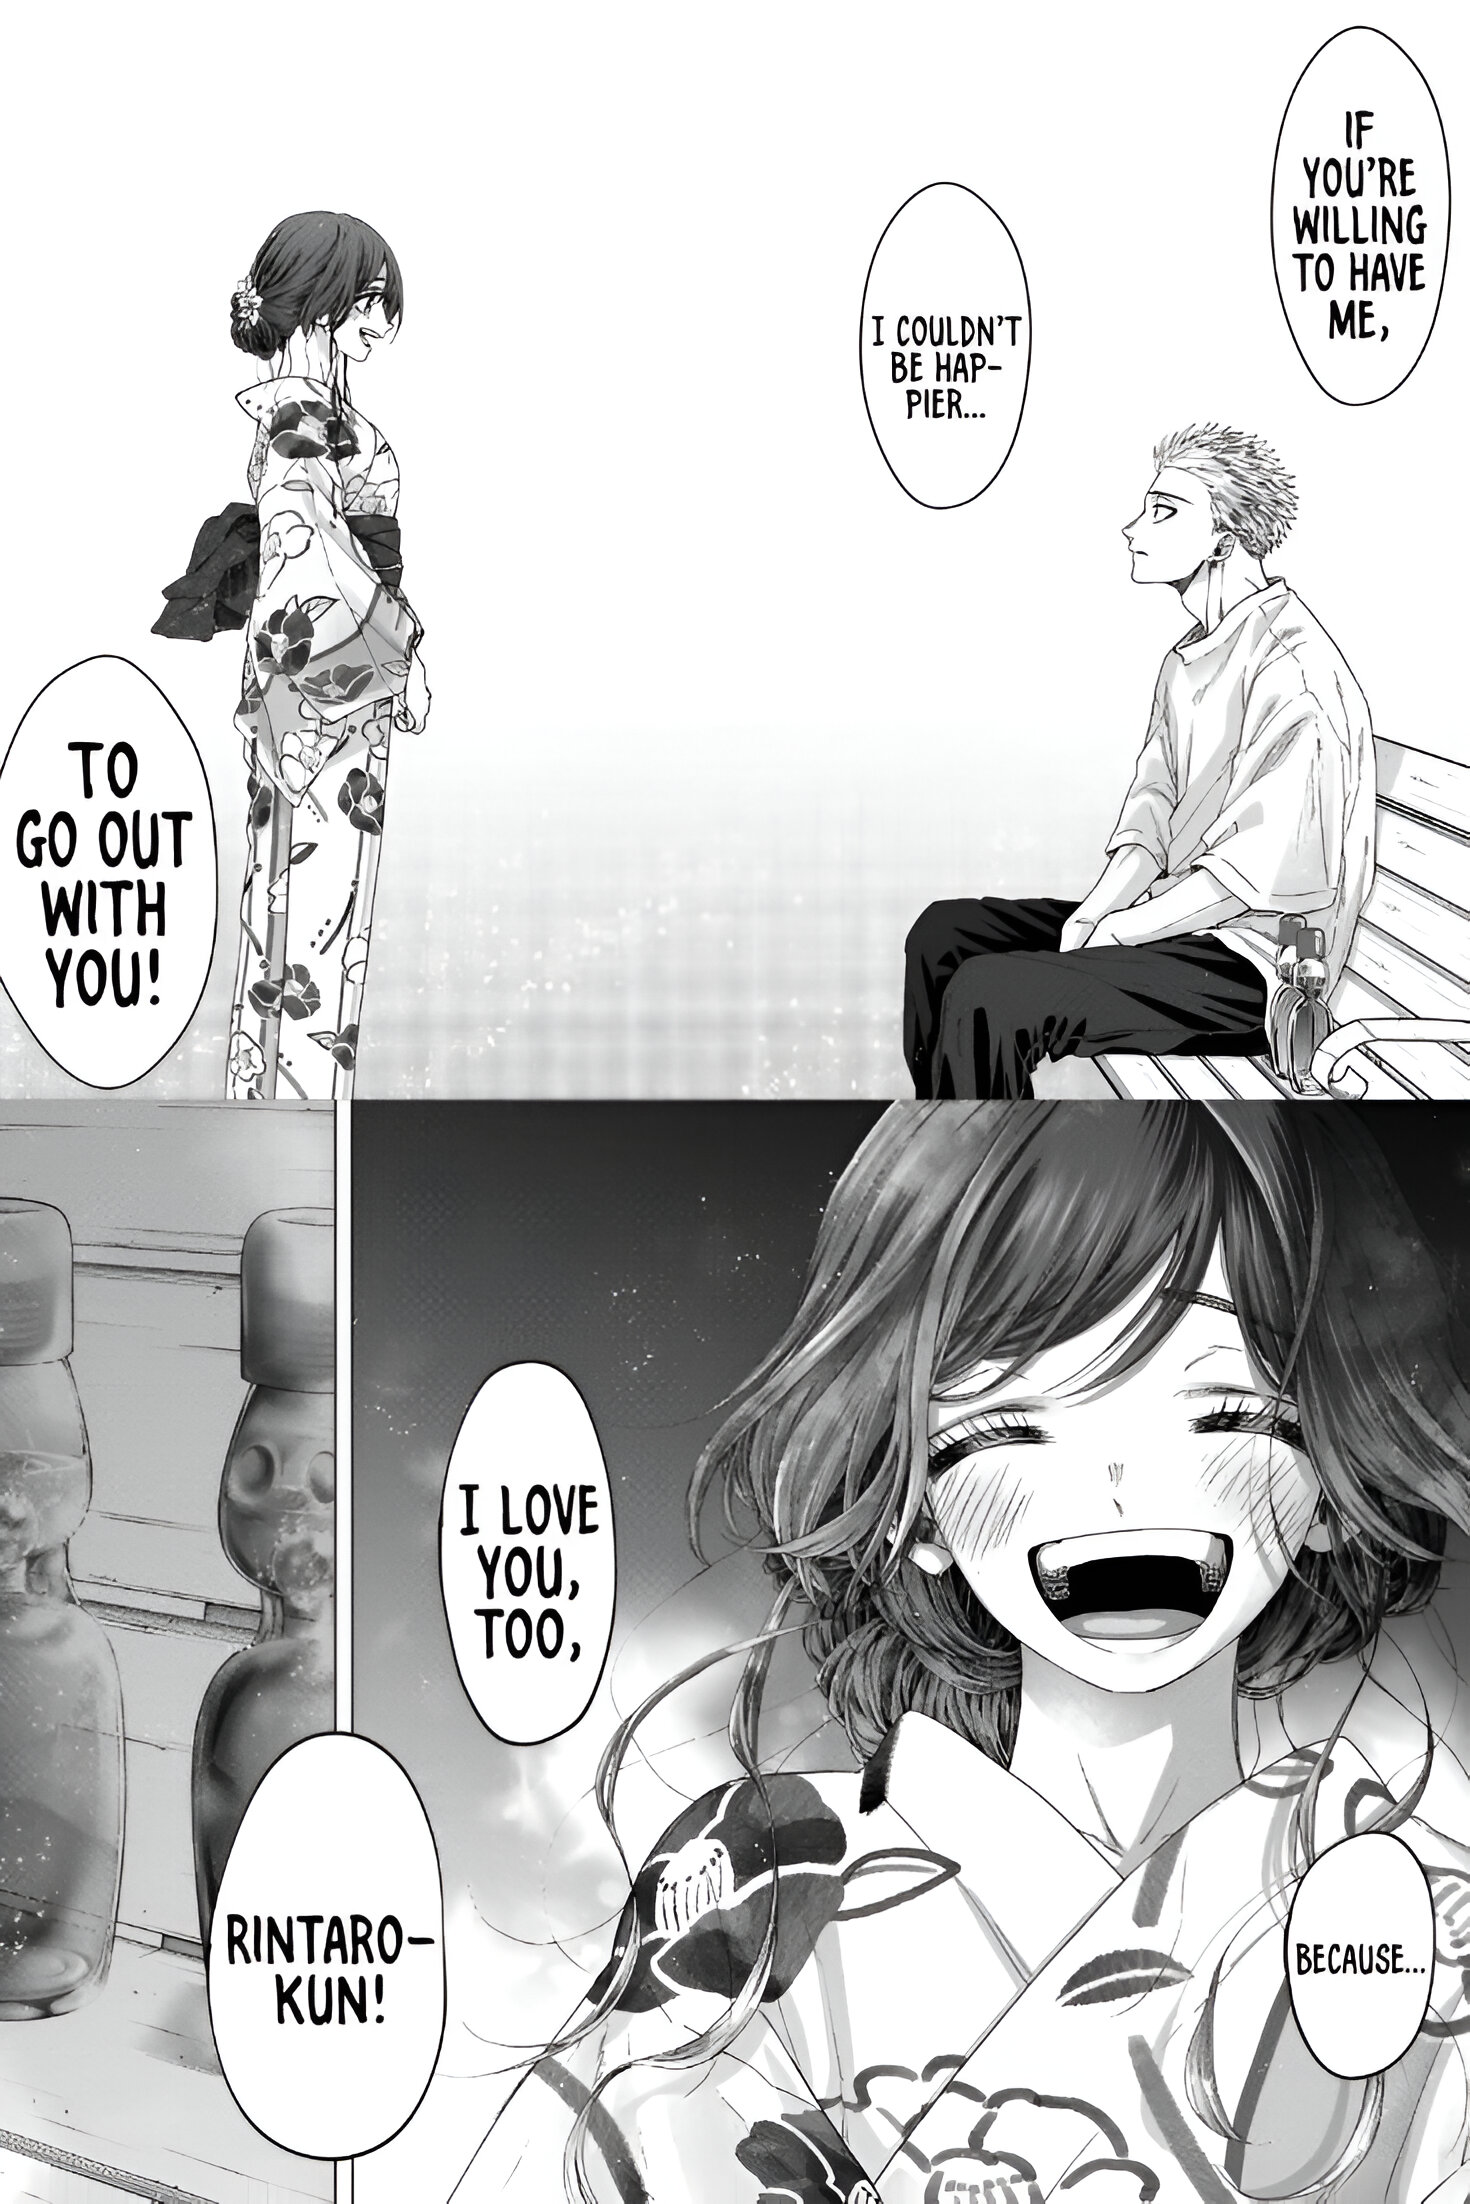 IF
YOU'RE
WILLING
TO HAVE
ME,
I COULDN'T
BE HAP-
PIER...
TO
GO OUT
WITH
YOU!
BECAUSE...
I LOVE
YOU,
TOO,
RINTARO-
KUN!